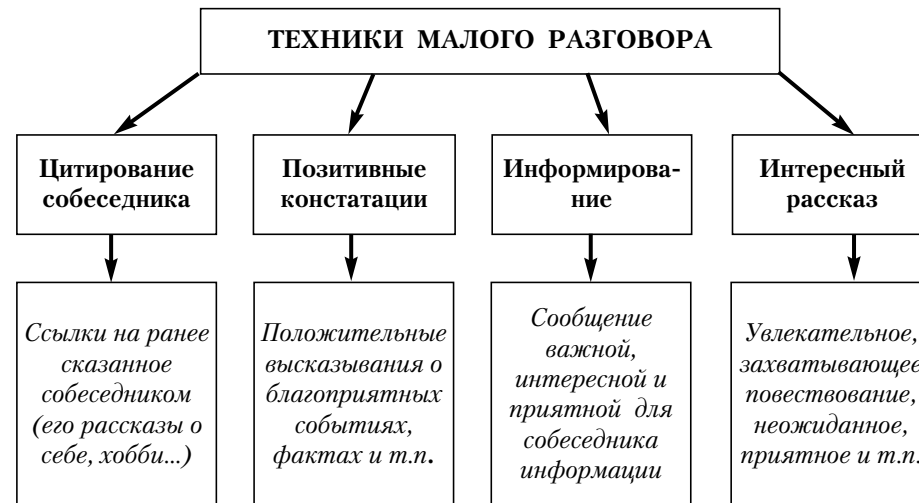 ТЕХНИКИ МАЛОГО РАЗГОВОРА
Цитирование
собеседника
Позитивные
констатации
Информирова-
ние
Интересный
рассказ
Ссылки на ранее
сказанное
собеседником
(его рассказы о
себе, хобби...)
Положительные
высказывания о
благоприятных
событиях,
фактах и т.п.
Сообщение
важной,
интересной и
приятной для
собеседника
информации
Увлекательное,
захватывающее
повествование,
неожиданное,
приятное и т.п.